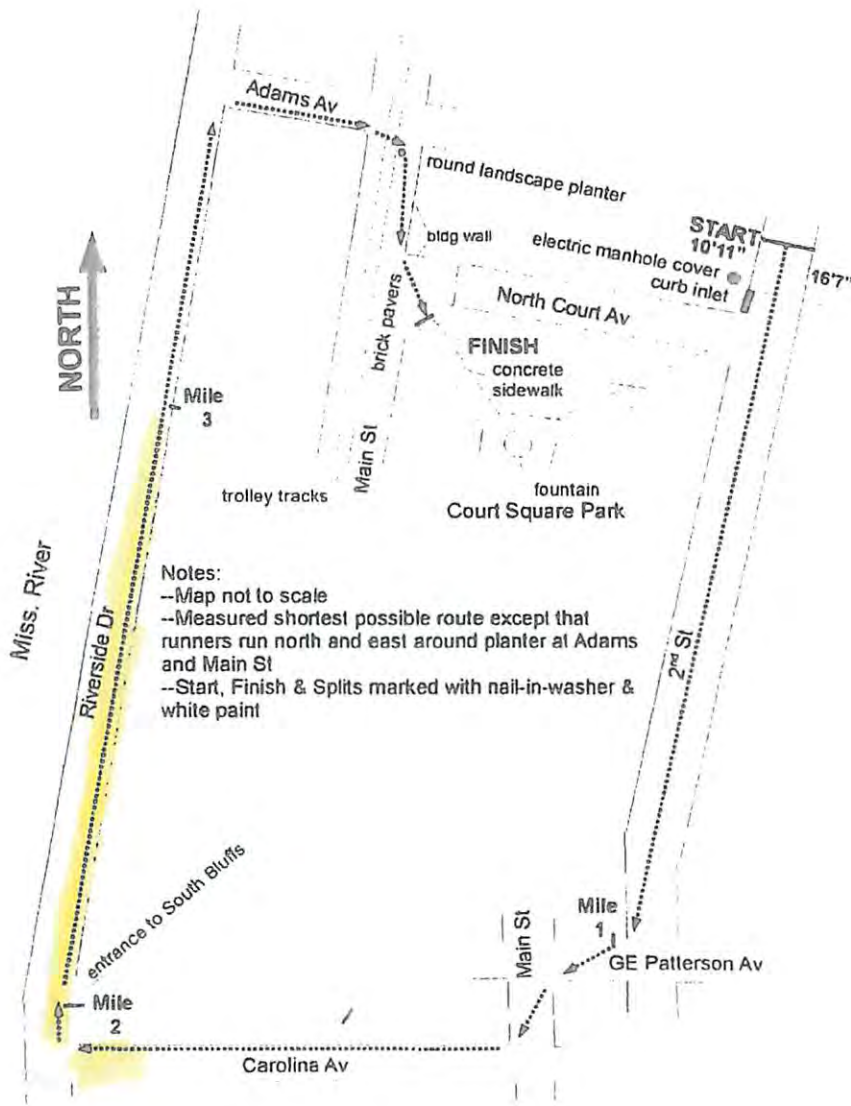 Adams Av
round landscape planter
START
10'11"
bldg wall
electric manhole cover
curb inlet
16'7"
North Court Av
NORTH
brick pavers
FINISH
concrete
sidewalk
Mile
3
Main St
trolley tracks
fountain
Court Square Park
Miss. River
Notes:
--Map not to scale
--Measured shortest possible route except that
runners run north and east around planter at Adams
and Main St
--Start, Finish & Splits marked with nail-in-washer &
white paint
Riverside Dr
2nd St
entrance to South Bluffs
Main St
Mile
1
GE Patterson Av
Mile
2
Carolina Av